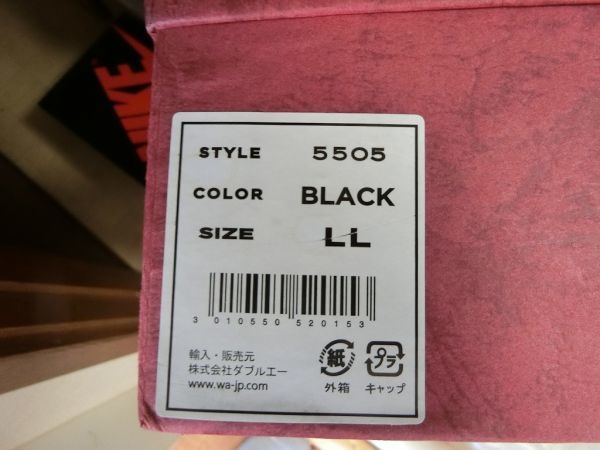 NIKE
STYLE 5505
COLOR BLACK
SIZE LL
3 010550 520153
輸入・販売元
株式会社ダブルエー
www.wa-jp.com
紙
外箱
プラ
キャップ